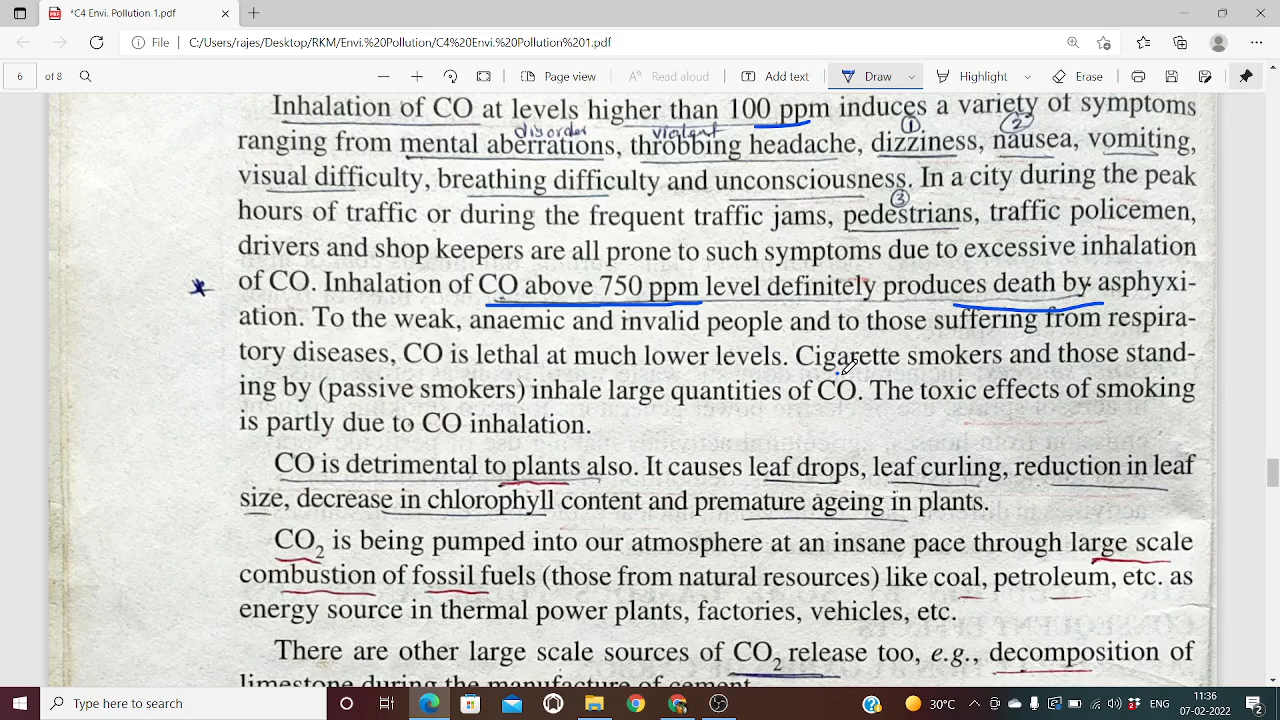 *C4 Envi. Pollution 1.pdf
File C:/Users/rajes/Desktop/RKM/Envi.%20Pollution/C4%20Envi.%20Pollution%201.pdf
6 of 8 Page view Read aloud Add text Draw Highlight Erase
Inhalation of CO at levels higher than 100 ppm induces a variety of symptoms
disorder violent 1 2
ranging from mental aberrations, throbbing headache, dizziness, nausea, vomiting,
visual difficulty, breathing difficulty and unconsciousness. In a city during the peak
3
hours of traffic or during the frequent traffic jams, pedestrians, traffic policemen,
drivers and shop keepers are all prone to such symptoms due to excessive inhalation
of CO. Inhalation of CO above 750 ppm level definitely produces death by asphyxi-
ation. To the weak, anaemic and invalid people and to those suffering from respira-
tory diseases, CO is lethal at much lower levels. Cigarette smokers and those stand-
ing by (passive smokers) inhale large quantities of CO. The toxic effects of smoking
is partly due to CO inhalation.
CO is detrimental to plants also. It causes leaf drops, leaf curling, reduction in leaf
size, decrease in chlorophyll content and premature ageing in plants.
CO₂ is being pumped into our atmosphere at an insane pace through large scale
combustion of fossil fuels (those from natural resources) like coal, petroleum, etc. as
energy source in thermal power plants, factories, vehicles, etc.
There are other large scale sources of CO₂ release too, e.g., decomposition of
limestone during the manufacture of cement.
Type here to search
30°C
ENG
11:36
07-02-2022
2